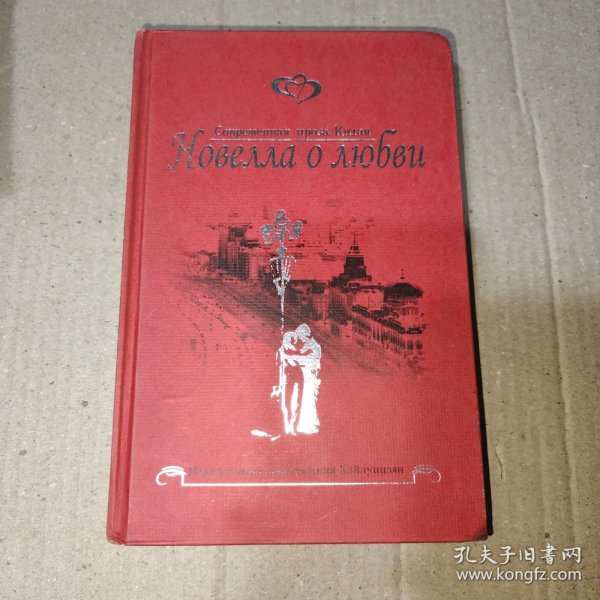 Современная проза Китая
Новелла о любви
Хэйлунцзян
孔夫子旧书网
www.kongfz.com